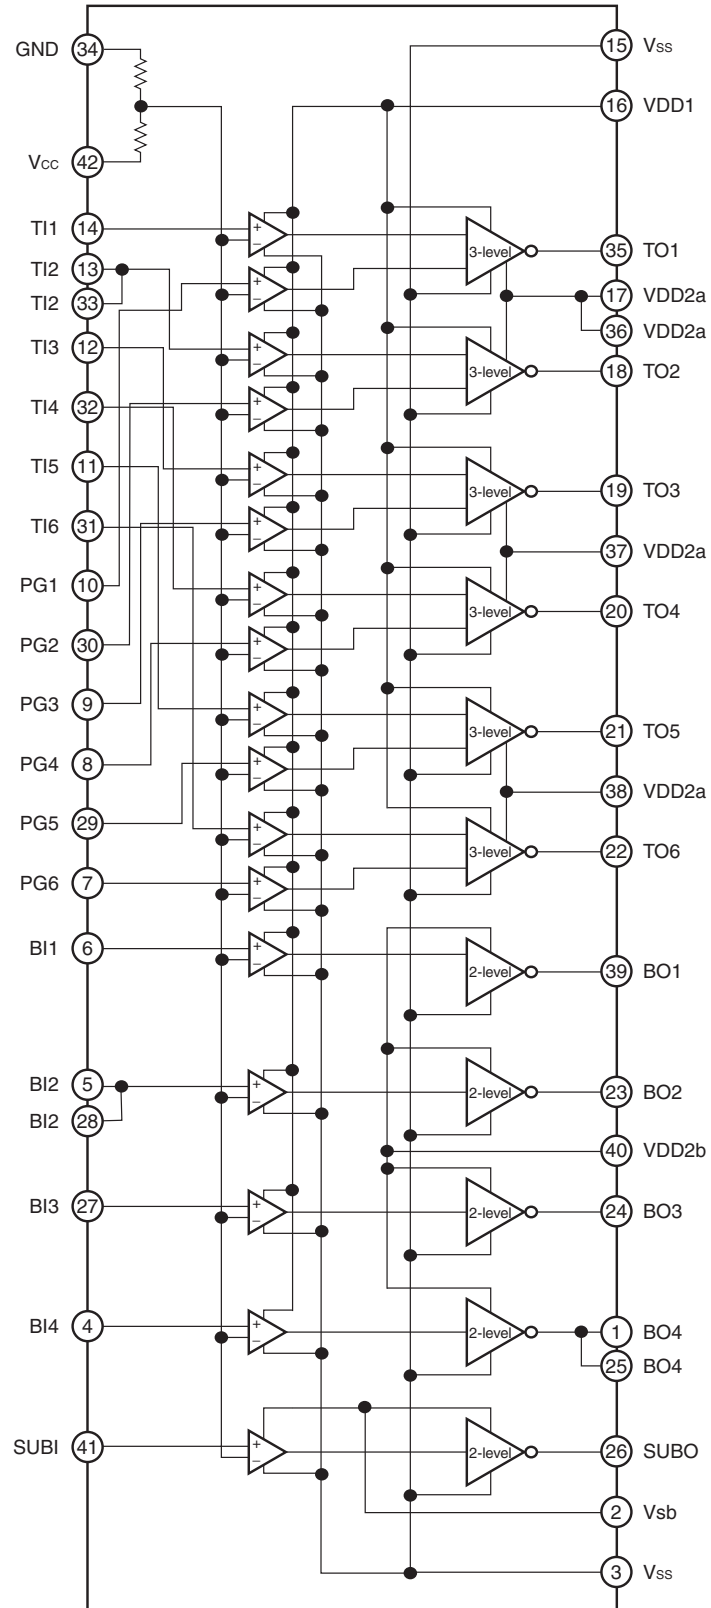 GND 34
15 Vss
16 VDD1
Vcc 42
TI1 14
+
−
3-level
35 TO1
TI2 13
+
−
17 VDD2a
TI2 33
36 VDD2a
TI3 12
+
−
3-level
18 TO2
TI4 32
+
−
TI5 11
+
−
3-level
19 TO3
TI6 31
+
−
37 VDD2a
PG1 10
+
−
3-level
20 TO4
PG2 30
+
−
PG3 9
+
−
3-level
21 TO5
PG4 8
+
−
38 VDD2a
PG5 29
+
−
3-level
22 TO6
PG6 7
+
−
BI1 6
+
−
2-level
39 BO1
BI2 5
+
−
2-level
23 BO2
BI2 28
40 VDD2b
BI3 27
+
−
2-level
24 BO3
BI4 4
+
−
2-level
1 BO4
25 BO4
SUBI 41
+
−
2-level
26 SUBO
2 Vsb
3 Vss